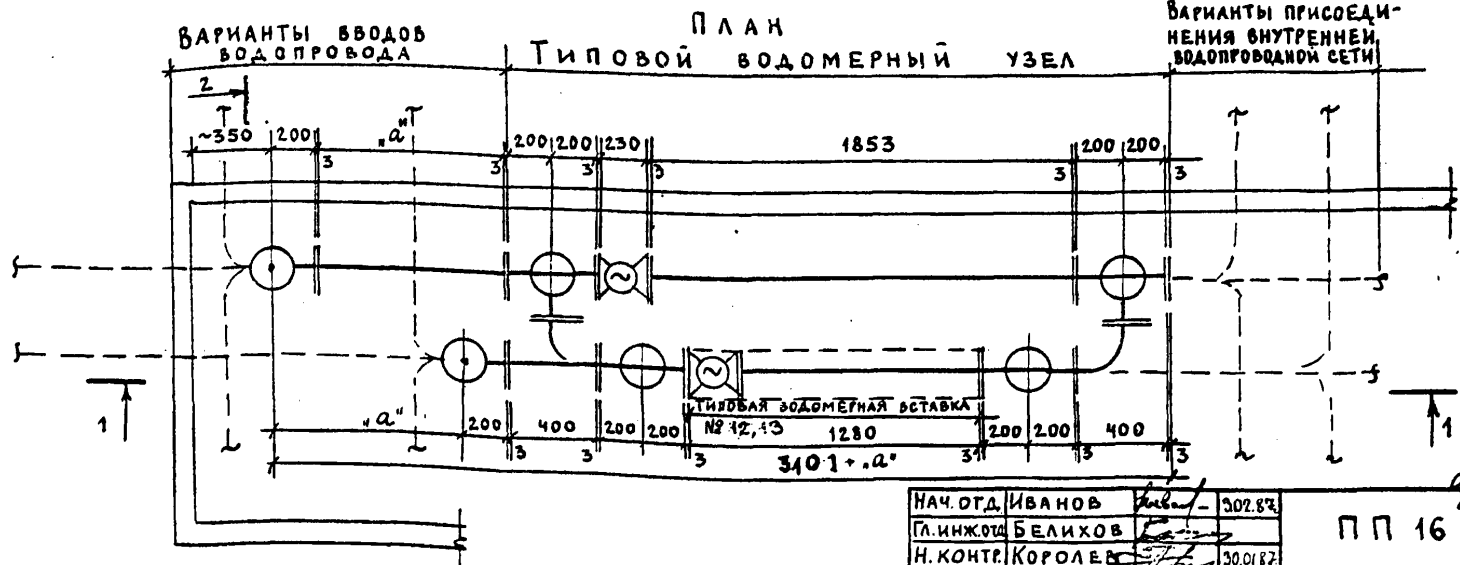 ПЛАН
ВАРИАНТЫ ВВОДОВ
ВОДОПРОВОДА
ТИПОВОЙ ВОДОМЕРНЫЙ УЗЕЛ
ВАРИАНТЫ ПРИСОЕДИ-
НЕНИЯ ВНУТРЕННЕЙ
ВОДОПРОВОДНОЙ СЕТИ
2
~350 200 „а" 200 200 230 1853 200 200
3 3 3 3 3 3
ТИПОВАЯ ВОДОМЕРНАЯ ВСТАВКА
1 „а" 200 400 200 200 № 12,13 1280 200 200 400 1
3 3 3 3 3 3
3101 + „а"
НАЧ. ОТД. ИВАНОВ 
ГЛ.ИНЖ.ОТД БЕЛИХОВ
Н. КОНТР. КОРОЛЕВ 30.01.87
ПП 16